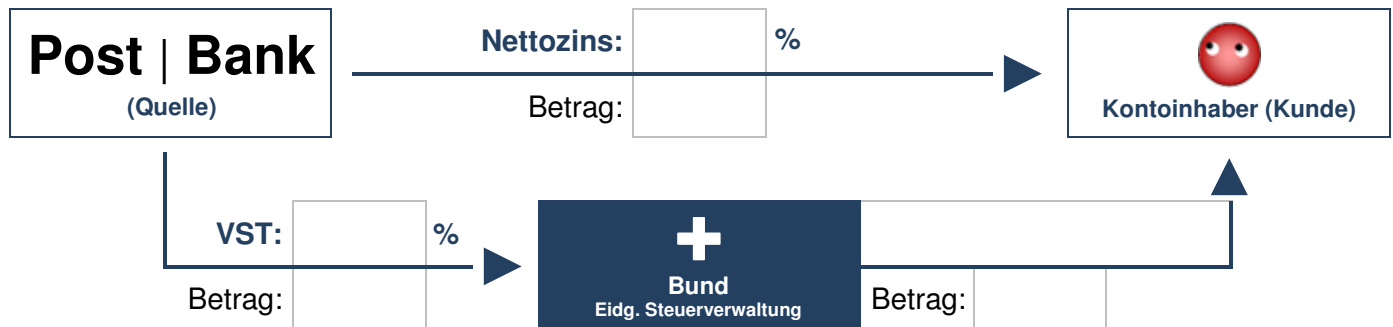 Post | Bank
(Quelle)
Nettozins: %
Betrag:
Kontoinhaber (Kunde)
VST: %
Betrag:
Bund
Eidg. Steuerverwaltung
Betrag: